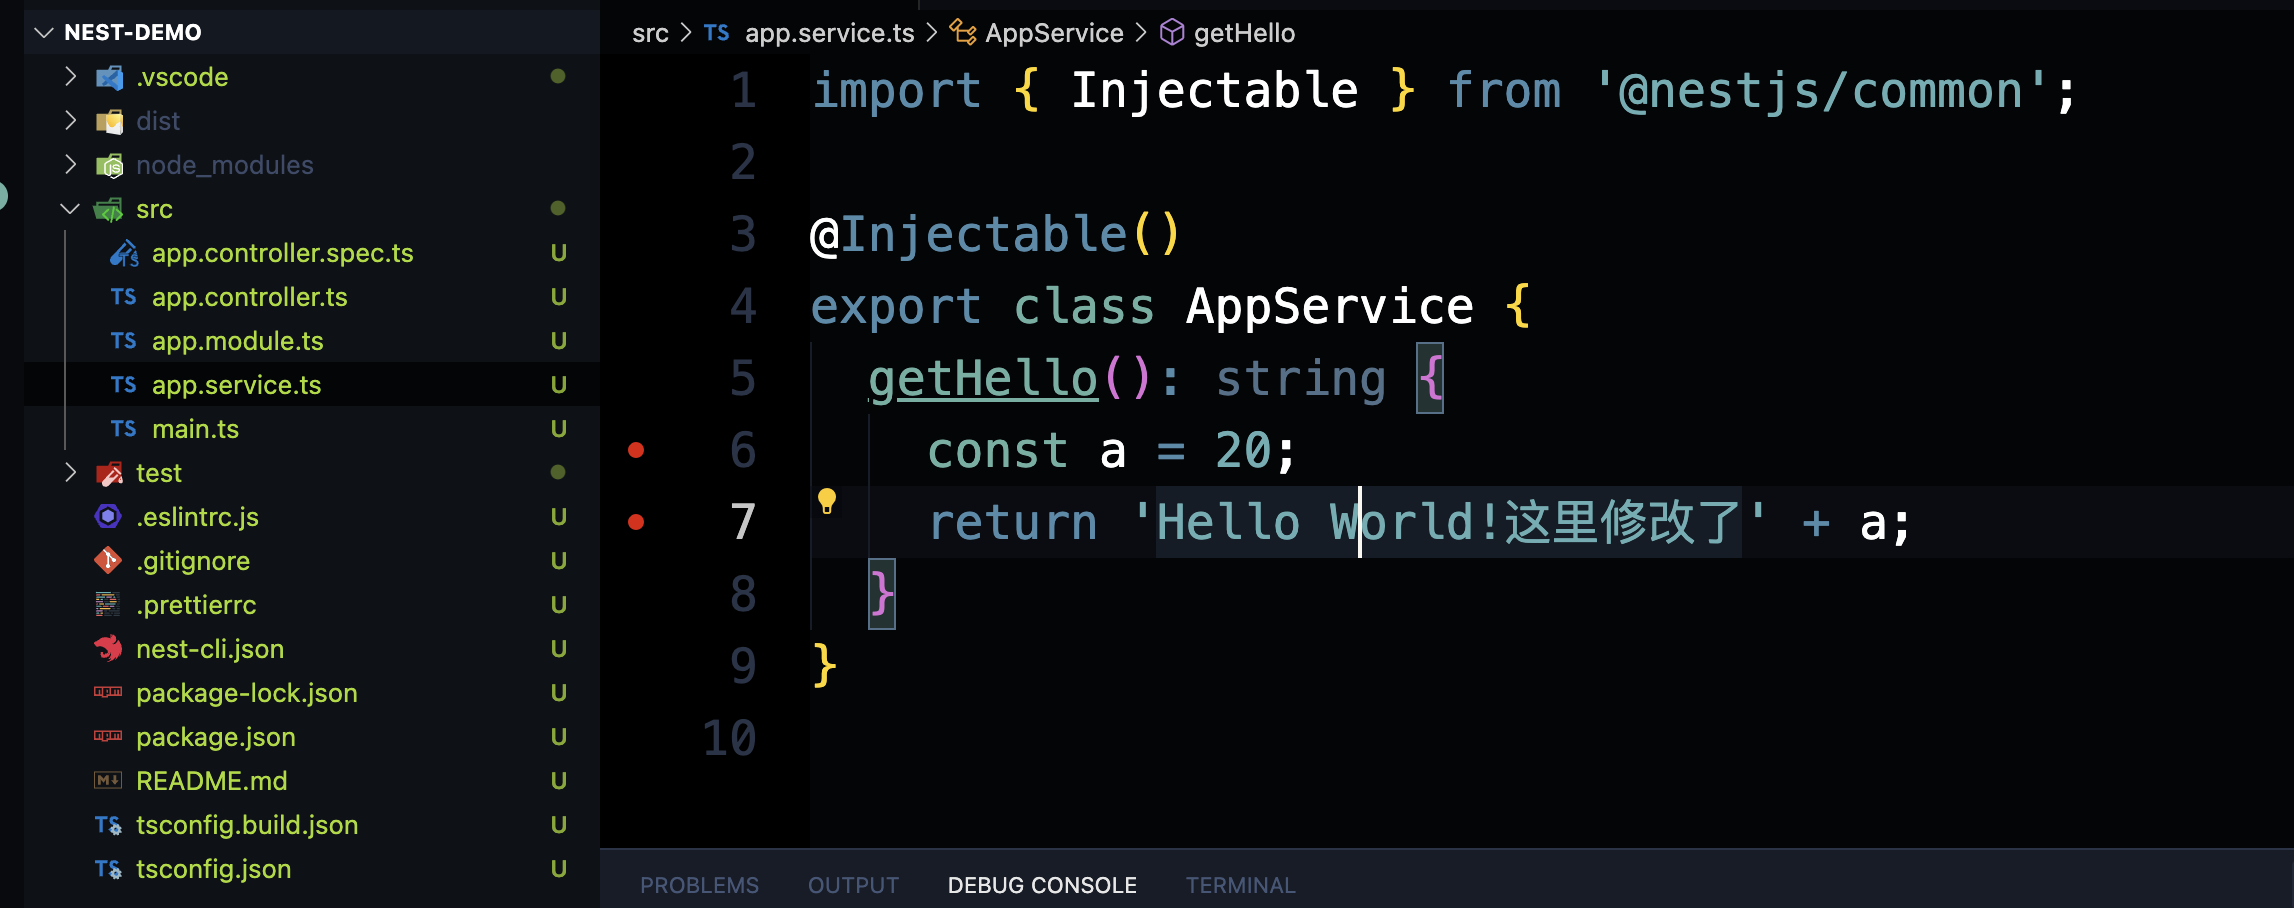 NEST-DEMO
.vscode
dist
node_modules
src
app.controller.spec.ts U
app.controller.ts U
app.module.ts U
app.service.ts U
main.ts U
test
.eslintrc.js U
.gitignore U
.prettierrc U
nest-cli.json U
package-lock.json U
package.json U
README.md U
tsconfig.build.json U
tsconfig.json U
src > TS app.service.ts > AppService > getHello
1 import { Injectable } from '@nestjs/common';
2
3 @Injectable()
4 export class AppService {
5 getHello(): string {
6 const a = 20;
7 return 'Hello World!这里修改了' + a;
8 }
9 }
10
PROBLEMS OUTPUT DEBUG CONSOLE TERMINAL